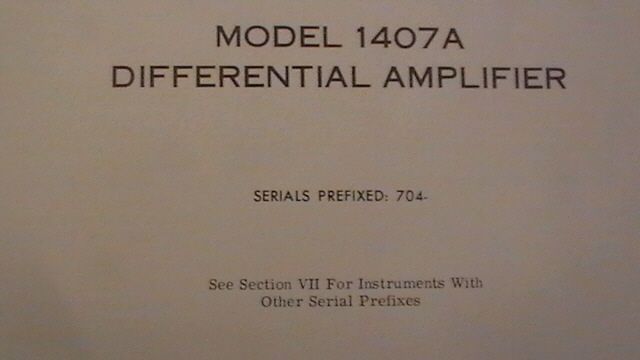 MODEL 1407A
DIFFERENTIAL AMPLIFIER
SERIALS PREFIXED: 704-
See Section VII For Instruments With
Other Serial Prefixes